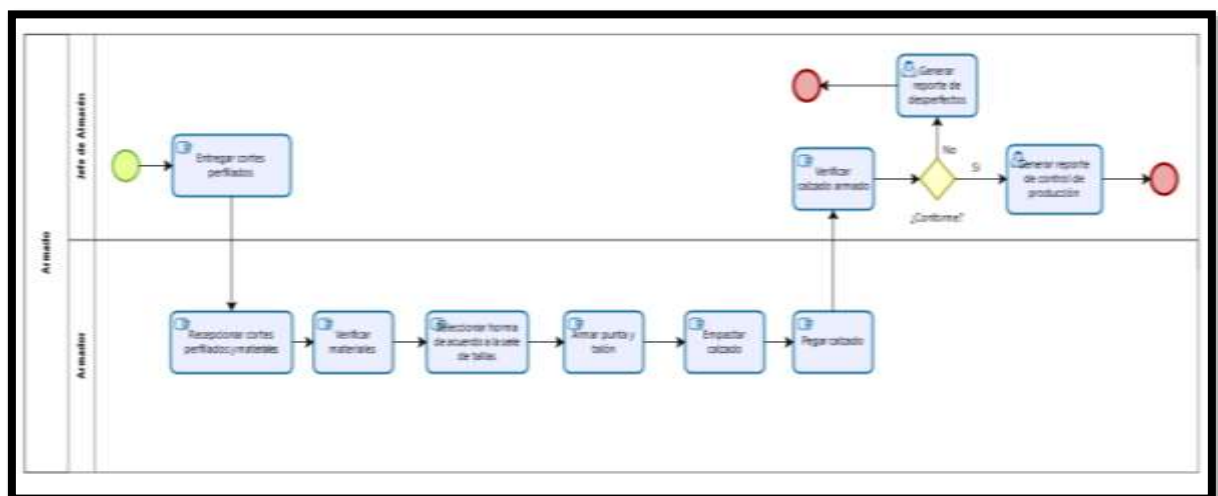 Armado
Jefe de Almacén
Entregar cortes
perfilados
Verificar
calzado armado
¿Conforme?
No
Generar
reporte de
desperfectos
Si
Generar reporte
de control de
producción
Armador
Recepcionar cortes
perfilados y materiales
Verificar
materiales
Seleccionar horma
de acuerdo a la serie
de tallas
Armar punta y
talón
Empastar
calzado
Pegar calzado